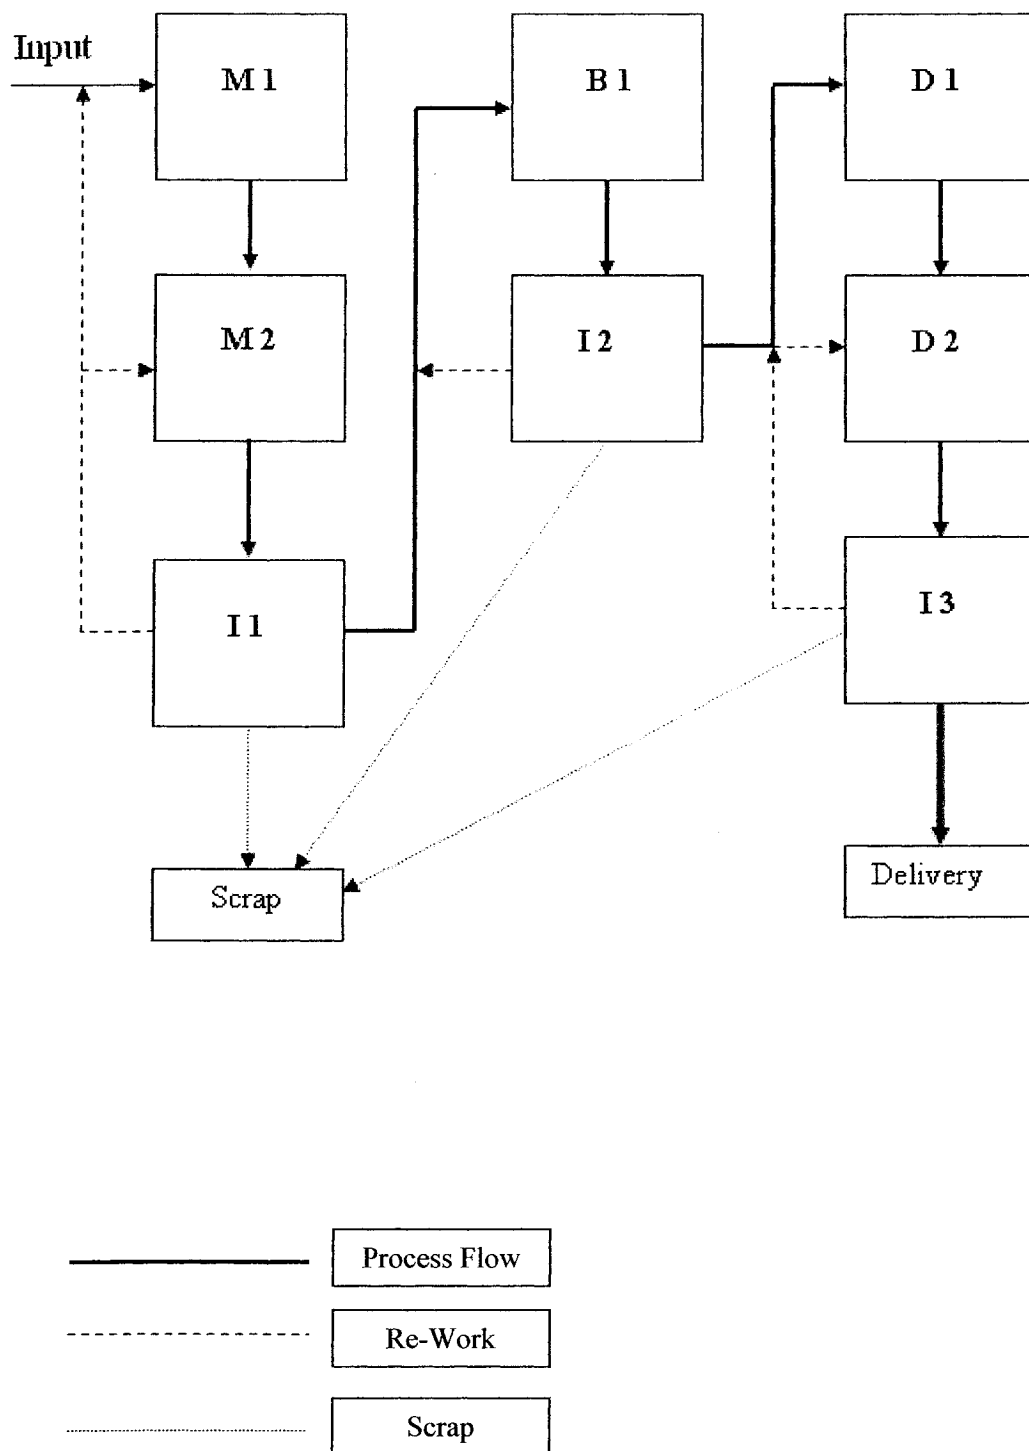 Input
M 1
B 1
D 1
M 2
I 2
D 2
I 1
I 3
Scrap
Delivery
Process Flow
Re-Work
Scrap